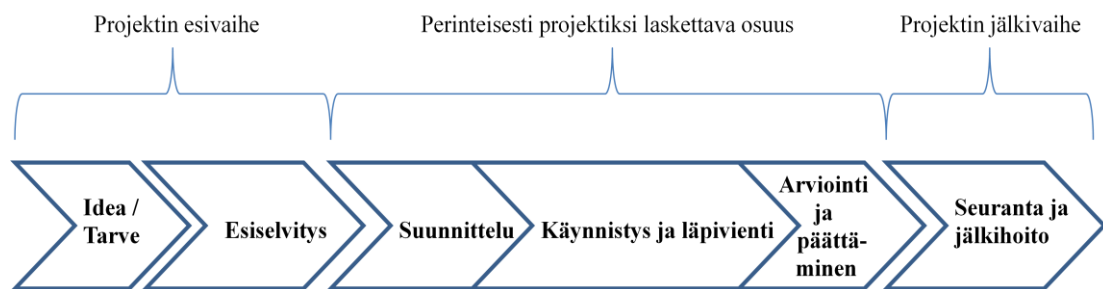 Projektin esivaihe
Perinteisesti projektiksi laskettava osuus
Projektin jälkivaihe
Idea /
Tarve
Esiselvitys
Suunnittelu
Käynnistys ja läpivienti
Arviointi
ja
päättä-
minen
Seuranta ja
jälkihoito